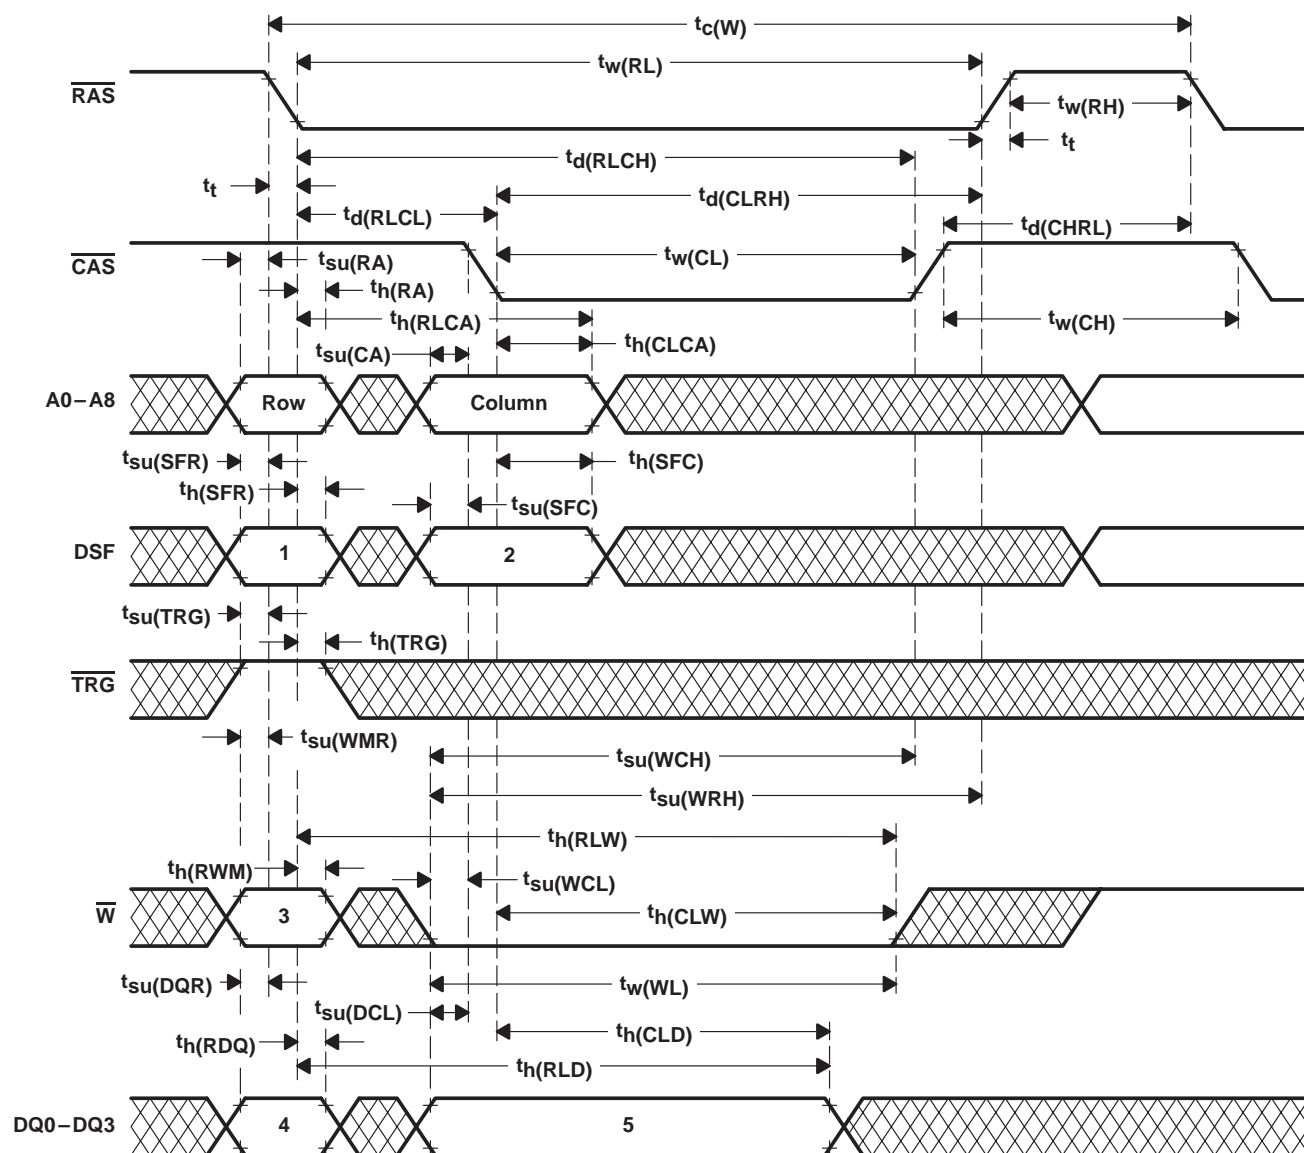 tc(W)
tw(RL)
RAS
tw(RH)
tt
td(RLCH)
tt
td(CLRH)
td(RLCL)
td(CHRL)
CAS
tsu(RA)
tw(CL)
th(RA)
th(RLCA)
tw(CH)
tsu(CA)
th(CLCA)
A0–A8
Row
Column
tsu(SFR)
th(SFC)
th(SFR)
tsu(SFC)
DSF
1
2
tsu(TRG)
th(TRG)
TRG
tsu(WMR)
tsu(WCH)
tsu(WRH)
th(RLW)
th(RWM)
tsu(WCL)
W
3
th(CLW)
tsu(DQR)
tw(WL)
tsu(DCL)
th(CLD)
th(RDQ)
th(RLD)
DQ0–DQ3
4
5